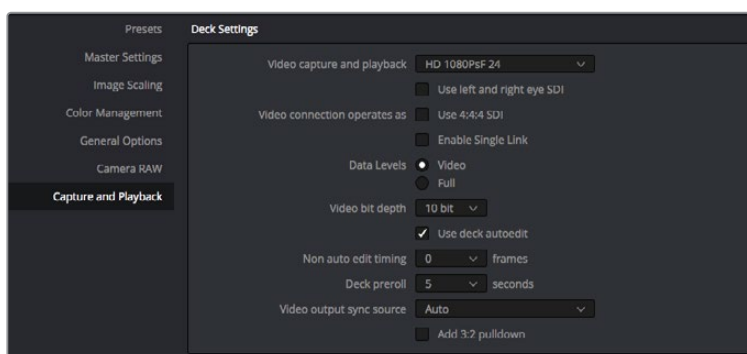 Presets
Master Settings
Image Scaling
Color Management
General Options
Camera RAW
Capture and Playback
Deck Settings
Video capture and playback HD 1080PsF 24
Use left and right eye SDI
Video connection operates as Use 4:4:4 SDI
Enable Single Link
Data Levels Video
Full
Video bit depth 10 bit
Use deck autoedit
Non auto edit timing 0 frames
Deck preroll 5 seconds
Video output sync source Auto
Add 3:2 pulldown